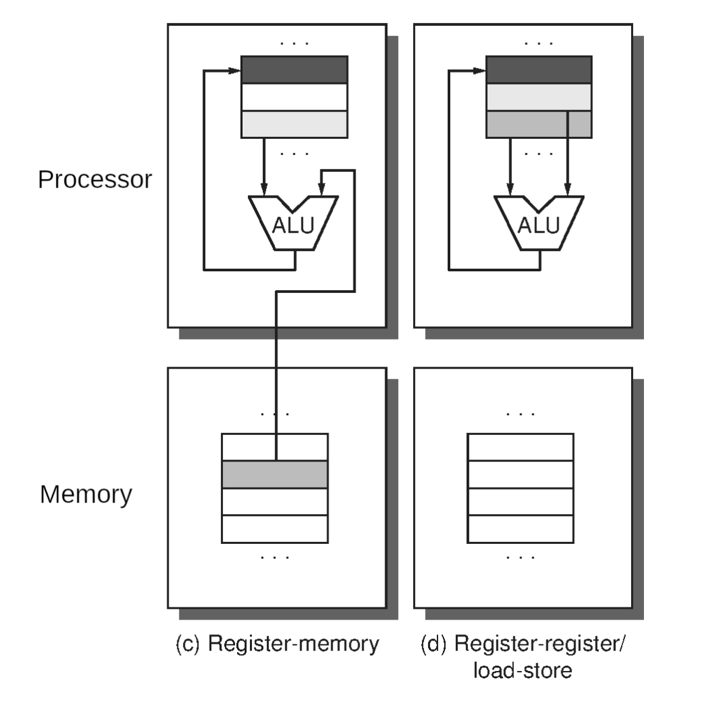 . . .
. . .
Processor
. . .
. . .
ALU
ALU
. . .
. . .
Memory
. . .
. . .
(c) Register-memory
(d) Register-register/
load-store